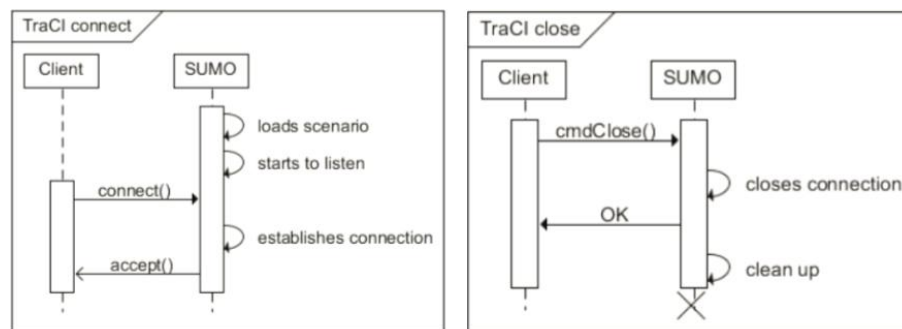 TraCI connect
Client
SUMO
loads scenario
starts to listen
connect()
establishes connection
accept()
TraCI close
Client
SUMO
cmdClose()
closes connection
OK
clean up